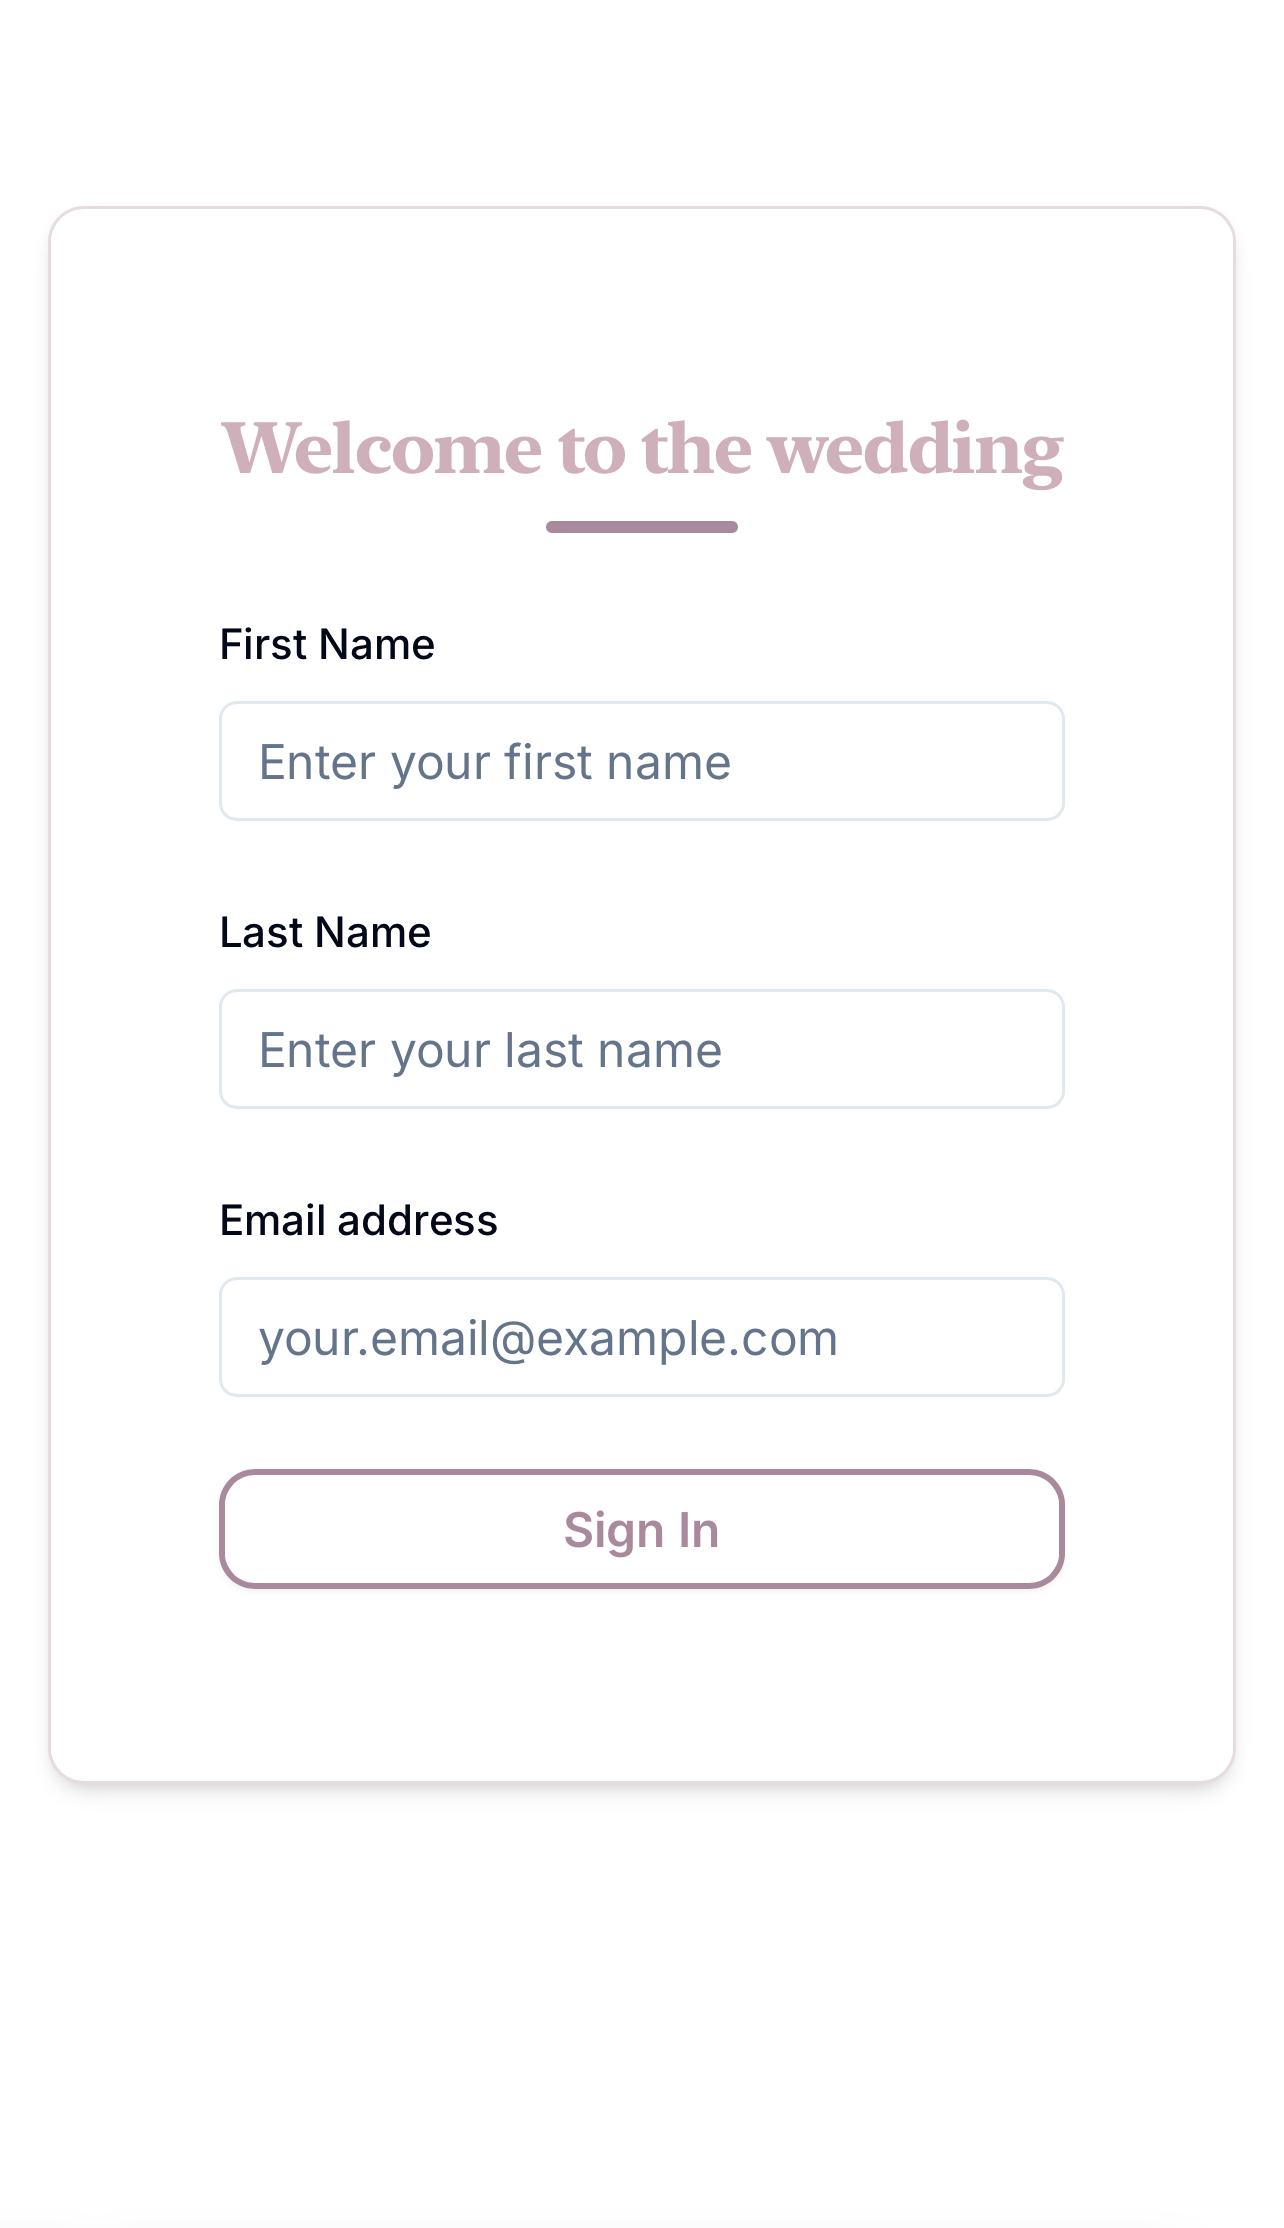 Welcome to the wedding
First Name
Enter your first name
Last Name
Enter your last name
Email address
your.email@example.com
Sign In